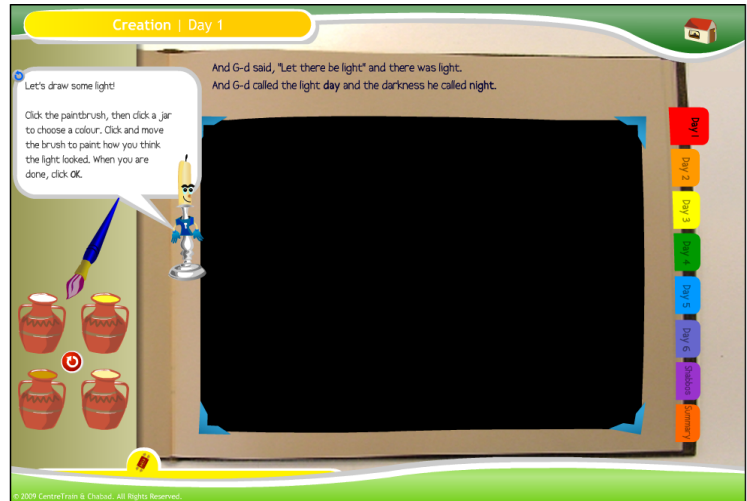 Creation | Day 1
And G-d said, "Let there be light" and there was light.
And G-d called the light day and the darkness he called night.
Let's draw some light!
Click the paintbrush, then click a jar
to choose a colour. Click and move
the brush to paint how you think
the light looked. When you are
done, click OK.
Day 1
Day 2
Day 3
Day 4
Day 5
Day 6
Shabbos
Summary
© 2009 CentreTrain & Chabad. All Rights Reserved.